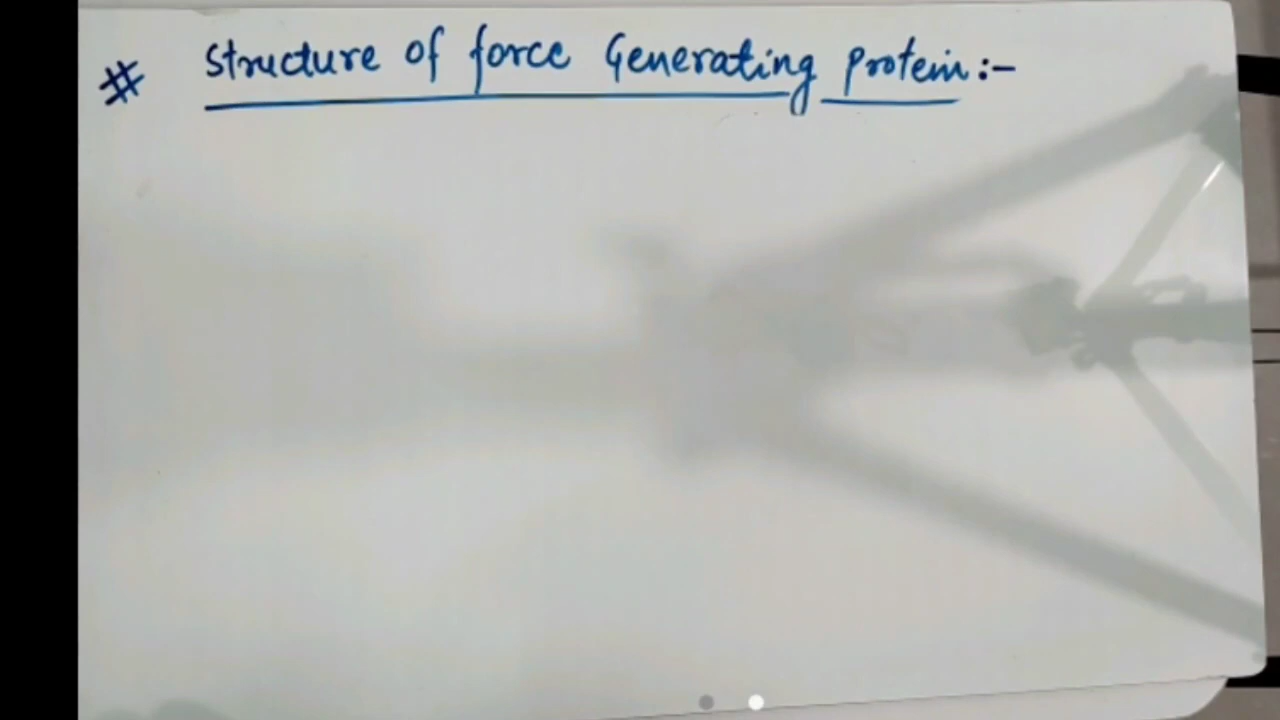 # Structure of force Generating Protein :-